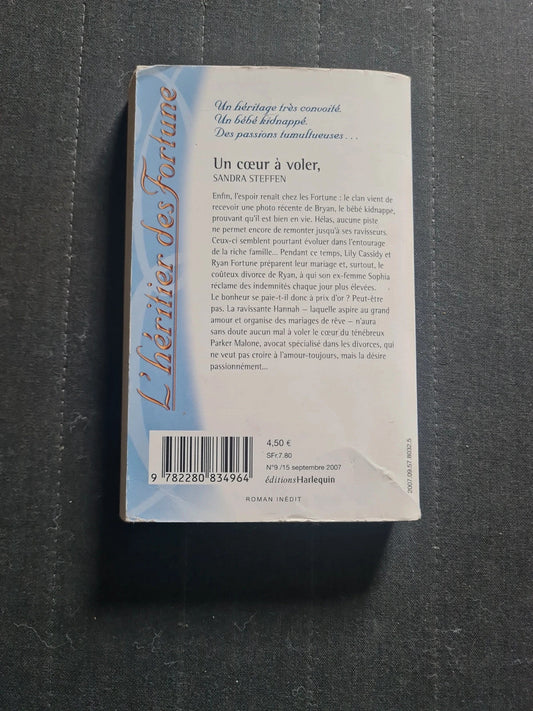 L'héritier des Fortune
Un héritage très convoité.
Un bébé kidnappé.
Des passions tumultueuses...
Un cœur à voler,
SANDRA STEFFEN
Enfin, l'espoir renaît chez les Fortune : le clan vient de
recevoir une photo récente de Bryan, le bébé kidnappé,
prouvant qu'il est bien en vie. Hélas, aucune piste
ne permet encore de remonter jusqu'à ses ravisseurs.
Ceux-ci semblent pourtant évoluer dans l'entourage
de la riche famille... Pendant ce temps, Lily Cassidy et
Ryan Fortune préparent leur mariage et, surtout, le
coûteux divorce de Ryan, à qui son ex-femme Sophia
réclame des indemnités chaque jour plus élevées.
Le bonheur se paie-t-il donc à prix d'or ? Peut-être
pas. La ravissante Hannah – laquelle aspire au grand
amour et organise des mariages de rêve – n'aura
sans doute aucun mal à voler le cœur du ténébreux
Parker Malone, avocat spécialisé dans les divorces, qui
ne veut pas croire à l'amour-toujours, mais la désire
passionnément...
9 782280 834964
4,50 €
SFr.7.80
N°9 /15 septembre 2007
éditionsHarlequin
ROMAN INÉDIT
2007.09.57.8032.5